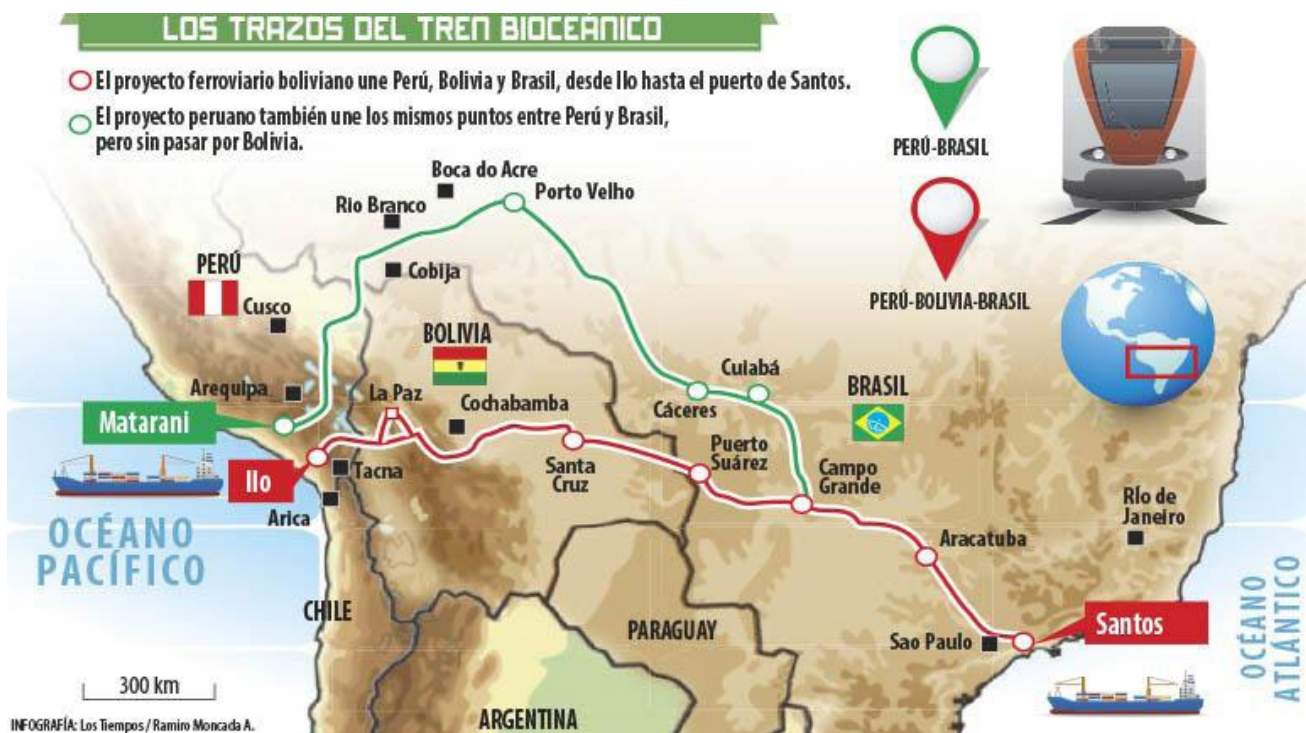 LOS TRAZOS DEL TREN BIOCEÁNICO
El proyecto ferroviario boliviano une Perú, Bolivia y Brasil, desde Ilo hasta el puerto de Santos.
El proyecto peruano también une los mismos puntos entre Perú y Brasil,
pero sin pasar por Bolivia.
PERÚ-BRASIL
PERÚ-BOLIVIA-BRASIL
Boca do Acre
Porto Velho
Rio Branco
Cobija
PERÚ
Cusco
BOLIVIA
Arequipa
La Paz
Cochabamba
Cuiabá
Cáceres
BRASIL
Matarani
Ilo
Tacna
Arica
Santa
Cruz
Puerto
Suárez
Campo
Grande
RÍo de
Janeiro
Aracatuba
OCÉANO
PACÍFICO
CHILE
PARAGUAY
Sao Paulo
Santos
OCÉANO
ATLÁNTICO
300 km
ARGENTINA
INFOGRAFÍA: Los Tiempos / Ramiro Moncada A.